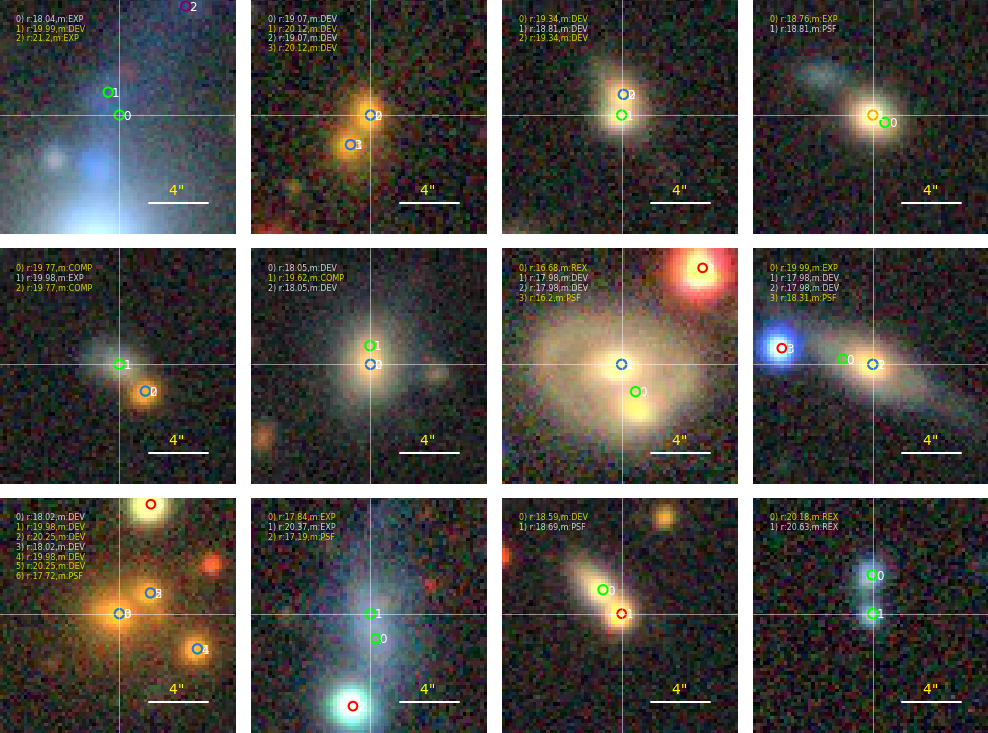 0) r:18.04,m:EXP
1) r:19.99,m:DEV
2) r:21.2,m:EXP
2
1
0
4"
0) r:19.07,m:DEV
1) r:20.12,m:DEV
2) r:19.07,m:DEV
3) r:20.12,m:DEV
3
4"
0) r:19.34,m:DEV
1) r:18.81,m:DEV
2) r:19.34,m:DEV
1
4"
0) r:18.76,m:EXP
1) r:18.81,m:PSF
0
4"
0) r:19.77,m:COMP
1) r:19.98,m:EXP
2) r:19.77,m:COMP
1
4"
0) r:18.05,m:DEV
1) r:19.62,m:COMP
2) r:18.05,m:DEV
1
4"
0) r:16.68,m:REX
1) r:17.98,m:DEV
2) r:17.98,m:DEV
3) r:16.2,m:PSF
0
4"
0) r:19.99,m:EXP
1) r:17.98,m:DEV
2) r:17.98,m:DEV
3) r:18.31,m:PSF
3
0
2
4"
0) r:18.02,m:DEV
1) r:19.98,m:DEV
2) r:20.25,m:DEV
3) r:18.02,m:DEV
4) r:19.98,m:DEV
5) r:20.25,m:DEV
6) r:17.72,m:PSF
4
4"
0) r:17.84,m:EXP
1) r:20.37,m:EXP
2) r:17.19,m:PSF
1
0
4"
0) r:18.59,m:DEV
1) r:18.69,m:PSF
0
4"
0) r:20.18,m:REX
1) r:20.63,m:REX
0
1
4"